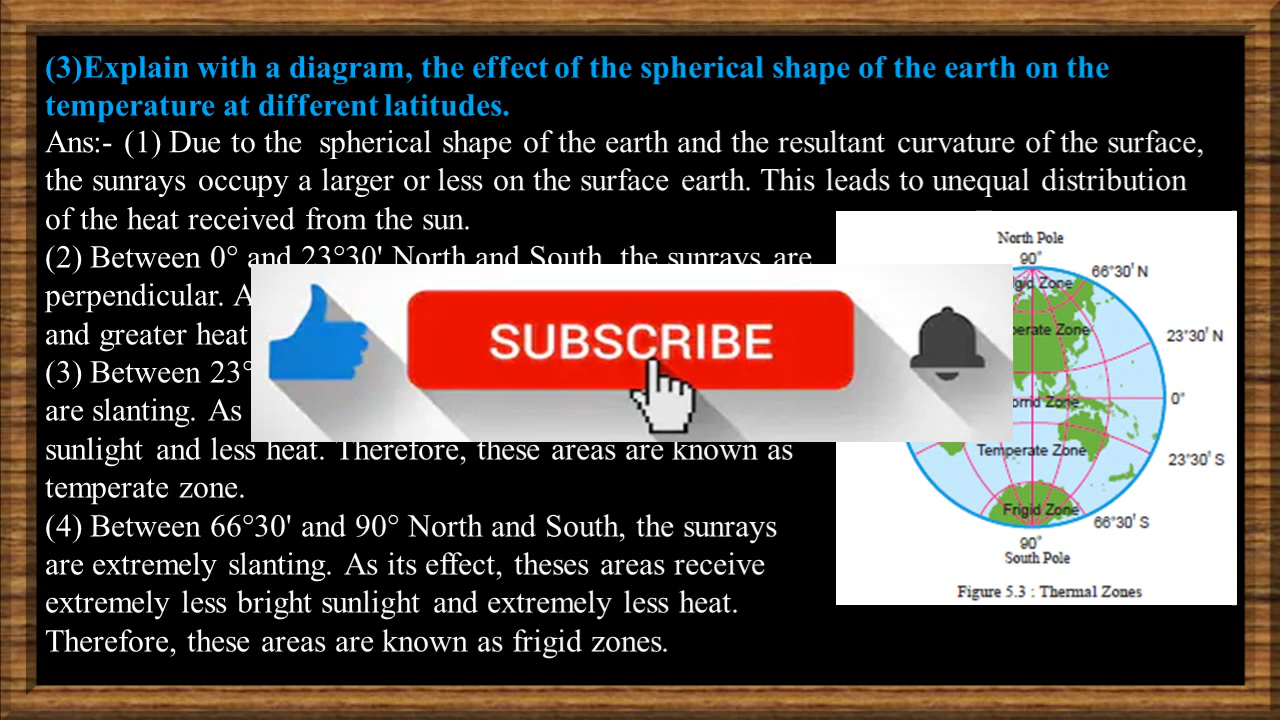 (3)Explain with a diagram, the effect of the spherical shape of the earth on the
temperature at different latitudes.
Ans:- (1) Due to the spherical shape of the earth and the resultant curvature of the surface,
the sunrays occupy a larger or less on the surface earth. This leads to unequal distribution
of the heat received from the sun.
(2) Between 0° and 23°30' North and South, the sunrays are
perpendicular. A
and greater heat
(3) Between 23°
are slanting. As
sunlight and less heat. Therefore, these areas are known as
temperate zone.
(4) Between 66°30' and 90° North and South, the sunrays
are extremely slanting. As its effect, theses areas receive
extremely less bright sunlight and extremely less heat.
Therefore, these areas are known as frigid zones.
SUBSCRIBE
North Pole
90°
66°30' N
Zone
Zone
23°30' N
Zone
0°
Temperate Zone
23°30' S
Frigid Zone
66°30' S
90°
South Pole
Figure 5.3 : Thermal Zones